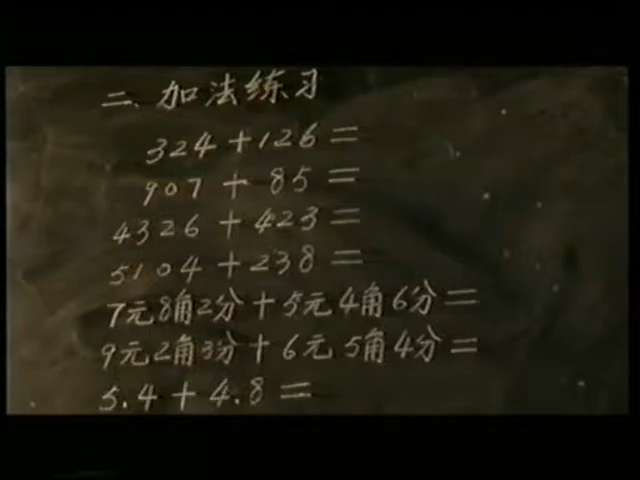 二、加法练习
324+126=
907+85=
4326+423=
5104+238=
7元8角2分+5元4角6分=
9元2角3分+6元5角4分=
5.4+4.8=